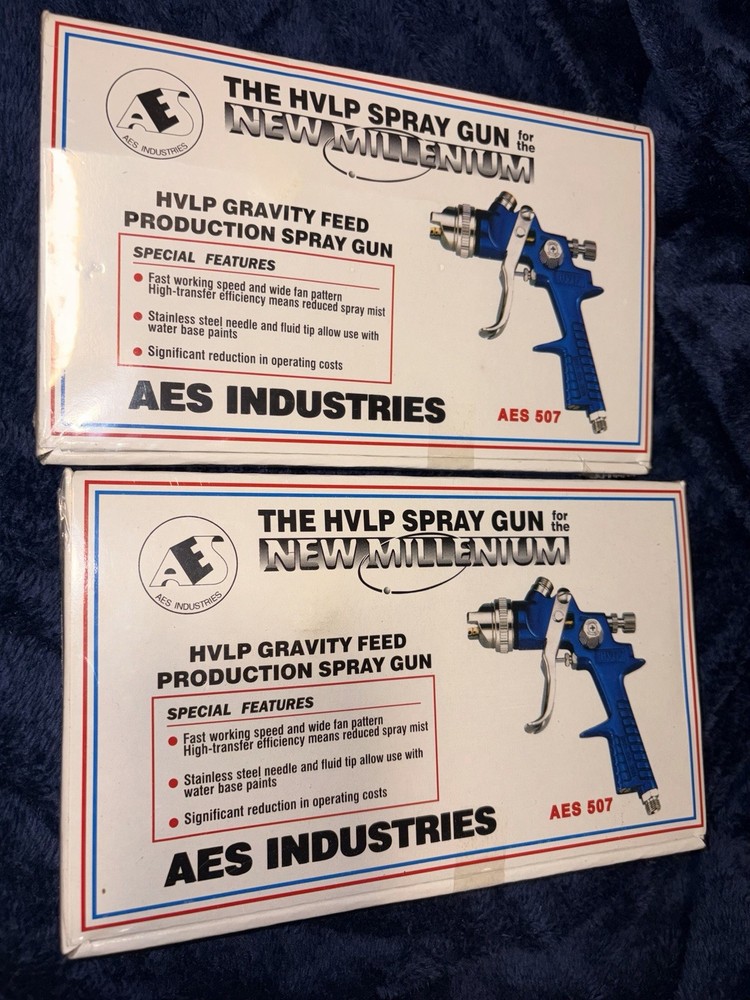 AES
AES INDUSTRIES
THE HVLP SPRAY GUN for the
NEW MILLENIUM
HVLP GRAVITY FEED
PRODUCTION SPRAY GUN
SPECIAL FEATURES
Fast working speed and wide fan pattern
High-transfer efficiency means reduced spray mist
Stainless steel needle and fluid tip allow use with
water base paints
Significant reduction in operating costs
AES INDUSTRIES
AES 507
AES
AES INDUSTRIES
THE HVLP SPRAY GUN for the
NEW MILLENIUM
HVLP GRAVITY FEED
PRODUCTION SPRAY GUN
SPECIAL FEATURES
Fast working speed and wide fan pattern
High-transfer efficiency means reduced spray mist
Stainless steel needle and fluid tip allow use with
water base paints
Significant reduction in operating costs
AES INDUSTRIES
AES 507